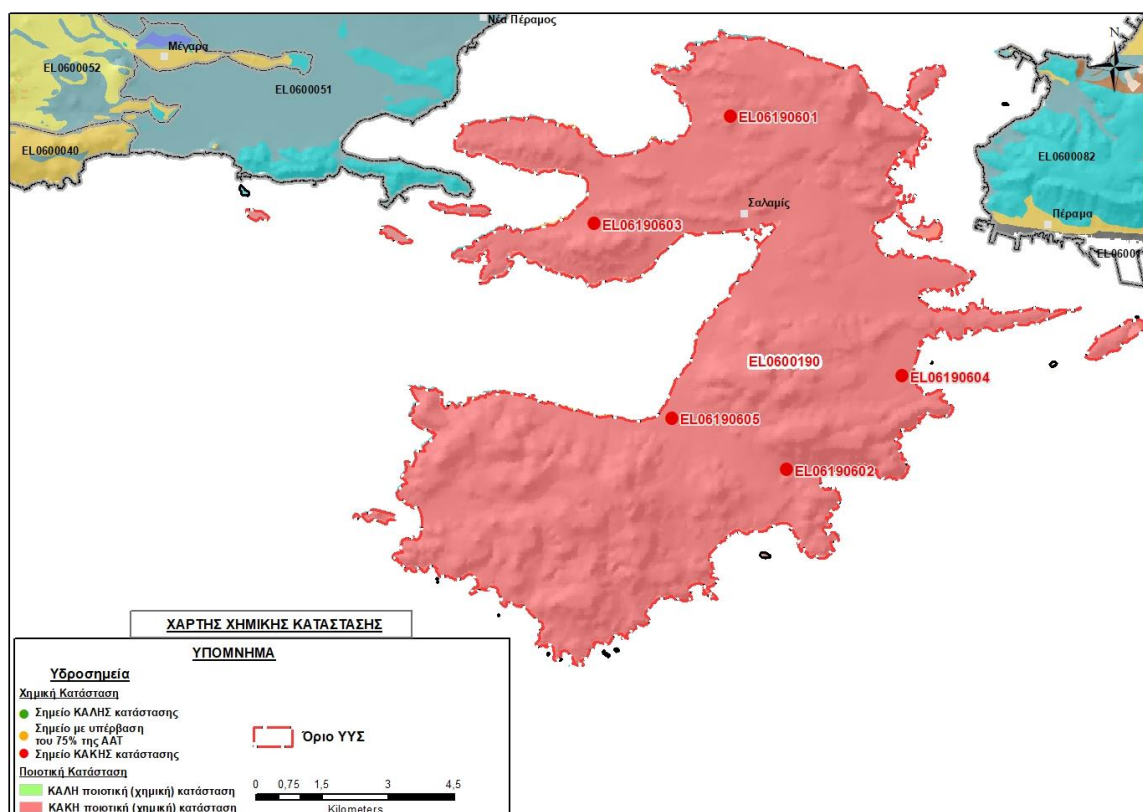 Νέα Πέραμος
Μέγαρα
EL0600052
EL0600051
EL0600040
N
EL06190601
EL0600082
Σαλαμίς
Πέραμα
EL06190603
EL0600190
EL06190604
EL06190605
EL06190602
ΧΑΡΤΗΣ ΧΗΜΙΚΗΣ ΚΑΤΑΣΤΑΣΗΣ
ΥΠΟΜΝΗΜΑ
Υδροσημεία
Χημική Κατάσταση
Σημείο ΚΑΛΗΣ κατάστασης
Σημείο με υπέρβαση
του 75% της ΑΑΤ
Σημείο ΚΑΚΗΣ κατάστασης
Όριο ΥΥΣ
Ποιοτική Κατάσταση
ΚΑΛΗ ποιοτική (χημική) κατάσταση
ΚΑΚΗ ποιοτική (χημική) κατάσταση
0 0,75 1,5 3 4,5
Kilometers